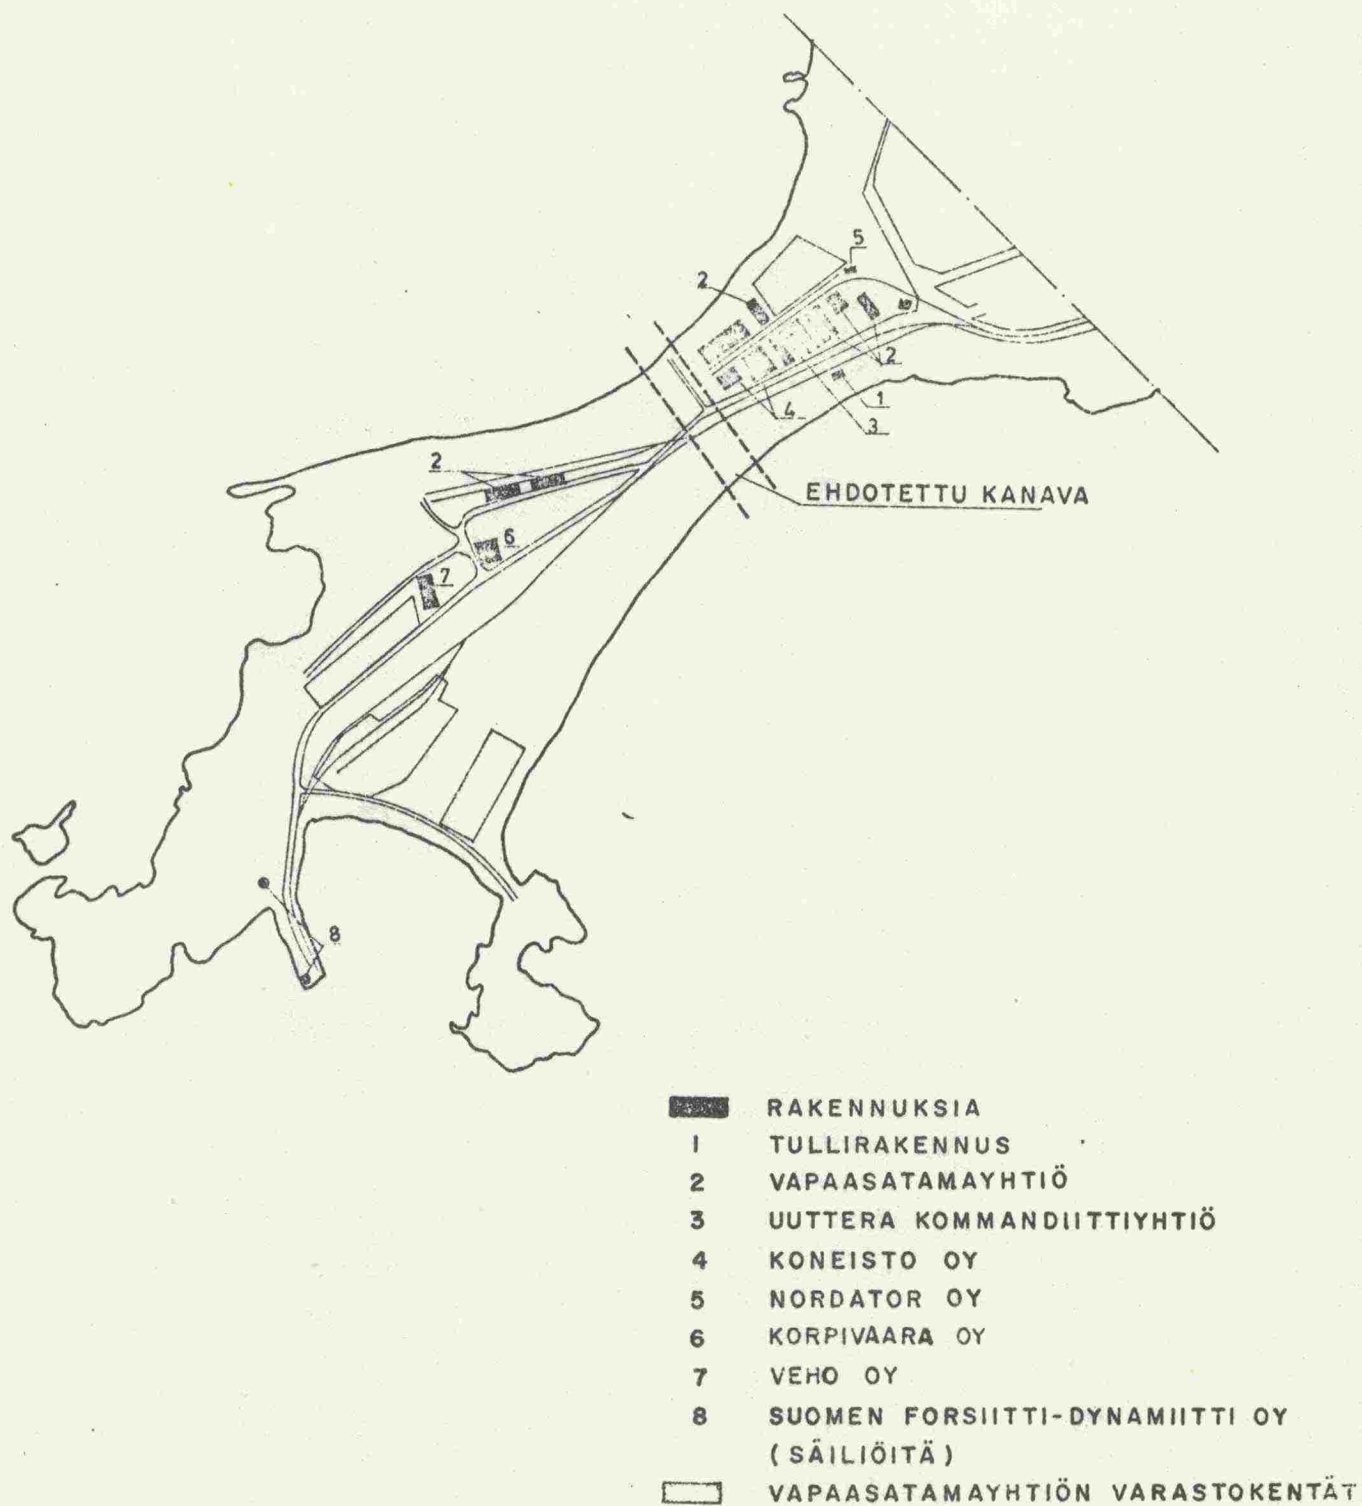 5
2
2
1
4
3
2
EHDOTETTU KANAVA
6
7
8
RAKENNUKSIA
1 TULLIRAKENNUS
2 VAPAASATAMAYHTIÖ
3 UUTTERA KOMMANDIITTIYHTIÖ
4 KONEISTO OY
5 NORDATOR OY
6 KORPIVAARA OY
7 VEHO OY
8 SUOMEN FORSIITTI-DYNAMIITTI OY
(SÄILIÖITÄ)
VAPAASATAMAYHTIÖN VARASTOKENTÄT